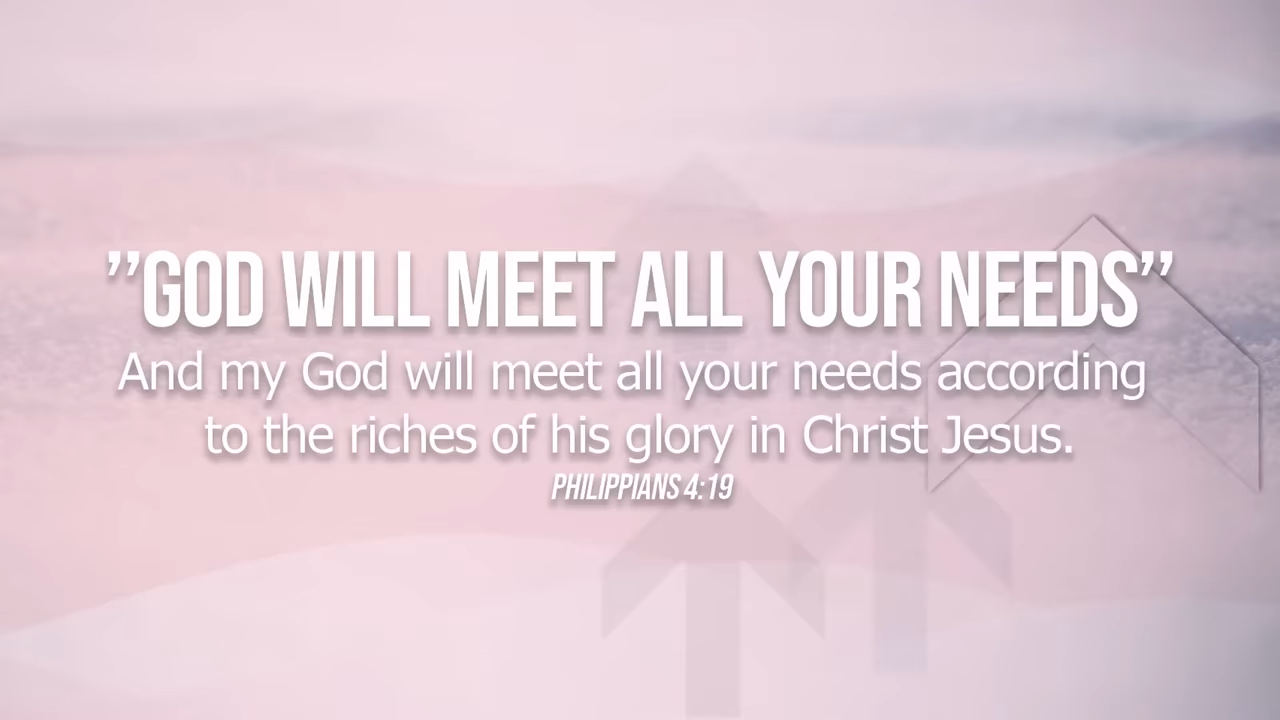 ’’GOD WILL MEET ALL YOUR NEEDS’’
And my God will meet all your needs according
to the riches of his glory in Christ Jesus.
PHILIPPIANS 4:19